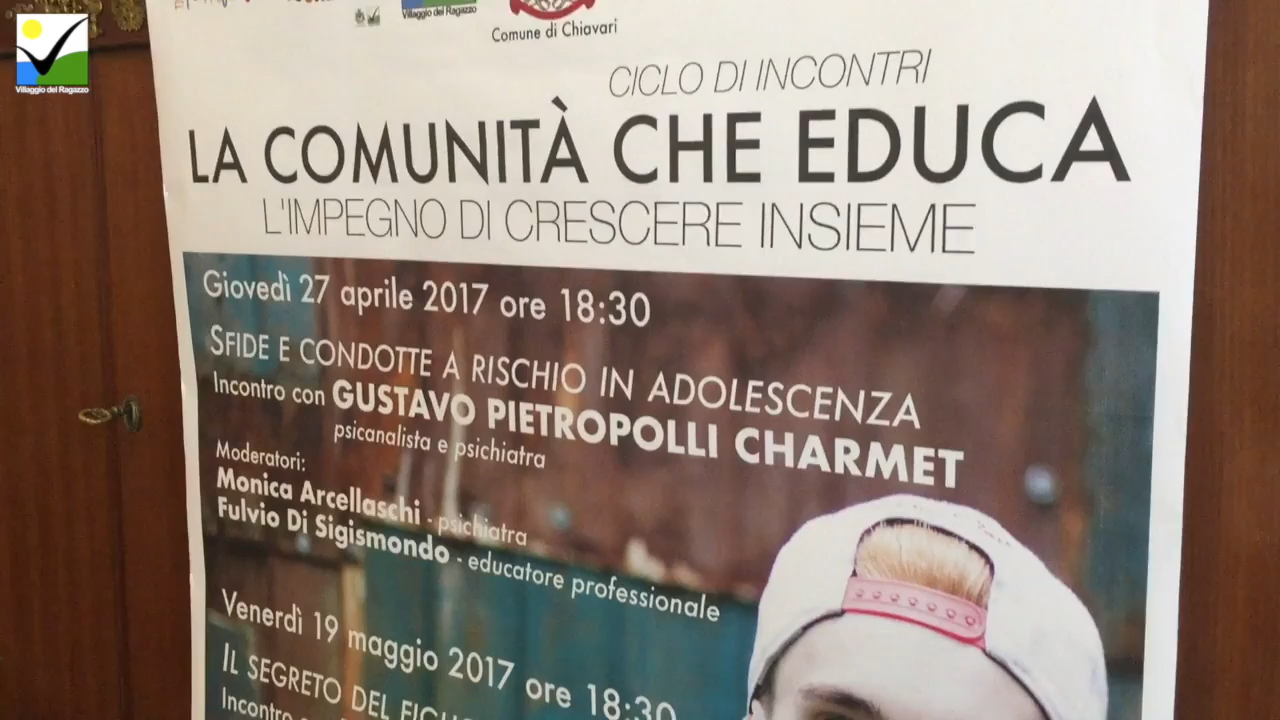 Villaggio del Ragazzo
Villaggio del Ragazzo
Comune di Chiavari
CICLO DI INCONTRI
LA COMUNITÀ CHE EDUCA
L'IMPEGNO DI CRESCERE INSIEME
Giovedì 27 aprile 2017 ore 18:30
SFIDE E CONDOTTE A RISCHIO IN ADOLESCENZA
Incontro con GUSTAVO PIETROPOLLI CHARMET
psicanalista e psichiatra
Moderatori:
Monica Arcellaschi - psichiatra
Fulvio Di Sigismondo - educatore professionale
Venerdì 19 maggio 2017 ore 18:30
IL SEGRETO DEL
Incontro